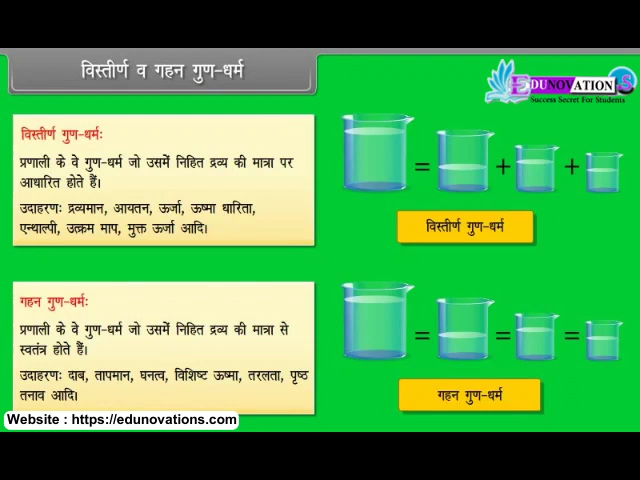 विस्तीर्ण व गहन गुण-धर्म
EDUNOVATIONS
Success Secret For Students
विस्तीर्ण गुण-धर्मः
प्रणाली के वे गुण-धर्म जो उसमें निहित द्रव्य की मात्रा पर
आधारित होते हैं।
उदाहरणः द्रव्यमान, आयतन, ऊर्जा, ऊष्मा धारिता,
एन्थाल्पी, उत्क्रम माप, मुक्त ऊर्जा आदि।
= + +
विस्तीर्ण गुण-धर्म
गहन गुण-धर्मः
प्रणाली के वे गुण-धर्म जो उसमें निहित द्रव्य की मात्रा से
स्वतंत्र होते हैं।
उदाहरणः दाब, तापमान, घनत्व, विशिष्ट ऊष्मा, तरलता, पृष्ठ
तनाव आदि।
= = =
गहन गुण-धर्म
Website : https://edunovations.com